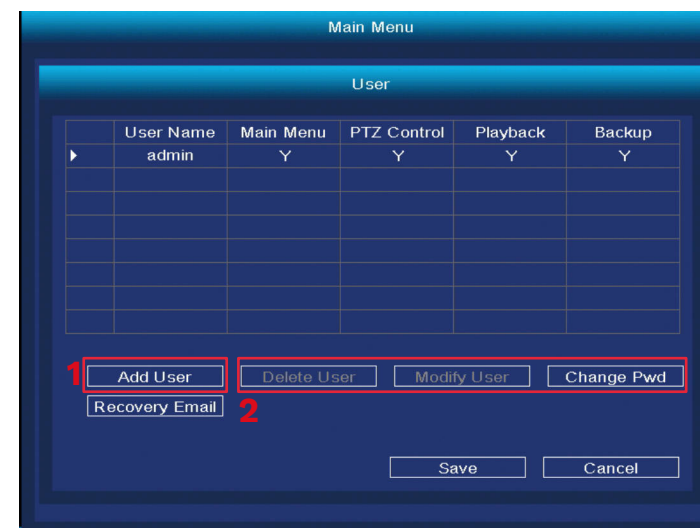 Main Menu
User
User Name Main Menu PTZ Control Playback Backup
admin Y Y Y Y
1 Add User Delete User Modify User Change Pwd
Recovery Email 2
Save Cancel